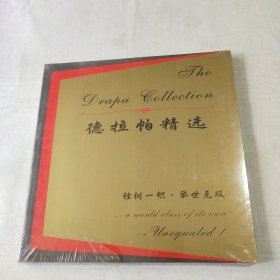 The
Drapa Collection
德拉帕精选
独树一帜·举世无双
...a world class of its own
- Unequaled !